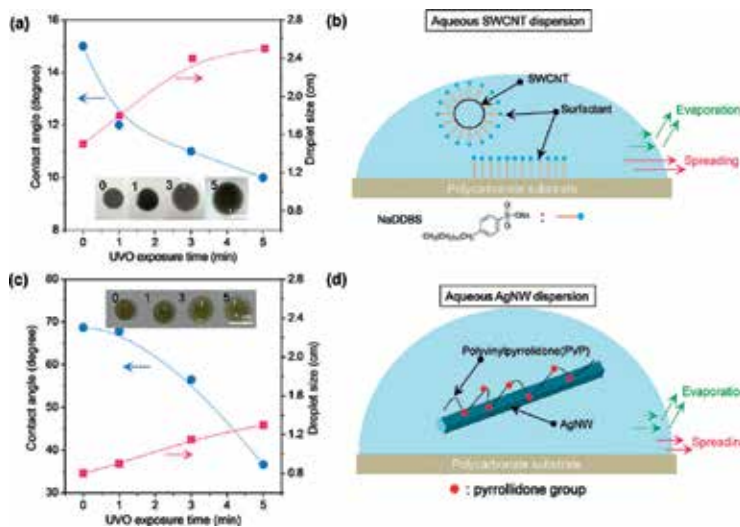 (a)
16
14
12
10
8
Contact angle (degree)
2.8
2.4
2.0
1.6
1.2
0.8
Droplet size (cm)
0 1 3 5
0 1 2 3 4 5
UVO exposure time (min)
(b)
Aqueous SWCNT dispersion
SWCNT
Surfactant
Evaporation
Spreading
Polycarbonate substrate
NaDDBS
(c)
80
70
60
50
40
30
Contact angle (degree)
2.8
2.4
2.0
1.6
1.2
0.8
Droplet size (cm)
0 1 3 5
0 1 2 3 4 5
UVO exposure time (min)
(d)
Aqueous AgNW dispersion
Polyvinylpyrrolidone(PVP)
AgNW
Evaporatio
Spreadin
Polycarbonate substrate
: pyrrollidone group